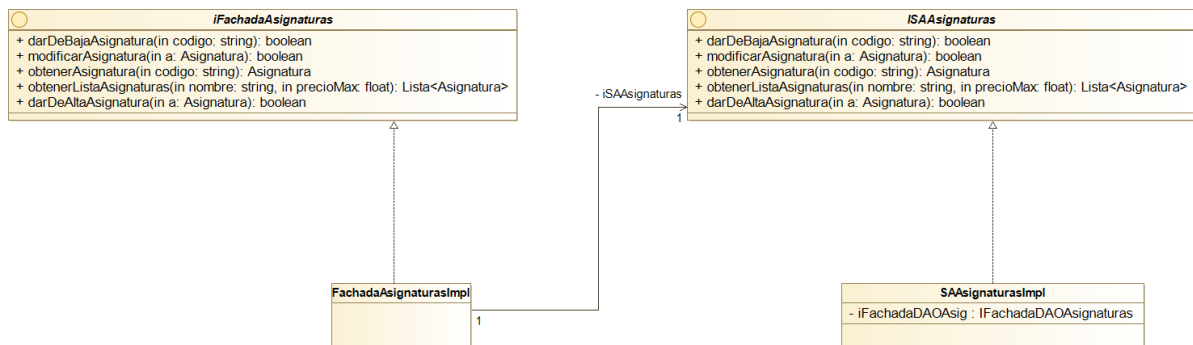 iFachadaAsignaturas
+ darDeBajaAsignatura(in codigo: string): boolean
+ modificarAsignatura(in a: Asignatura): boolean
+ obtenerAsignatura(in codigo: string): Asignatura
+ obtenerListaAsignaturas(in nombre: string, in precioMax: float): Lista<Asignatura>
+ darDeAltaAsignatura(in a: Asignatura): boolean
ISAAsignaturas
+ darDeBajaAsignatura(in codigo: string): boolean
+ modificarAsignatura(in a: Asignatura): boolean
+ obtenerAsignatura(in codigo: string): Asignatura
+ obtenerListaAsignaturas(in nombre: string, in precioMax: float): Lista<Asignatura>
+ darDeAltaAsignatura(in a: Asignatura): boolean
- iSAAsignaturas
1
FachadaAsignaturasImpl
1
SAAsignaturasImpl
- iFachadaDAOAsig : IFachadaDAOAsignaturas